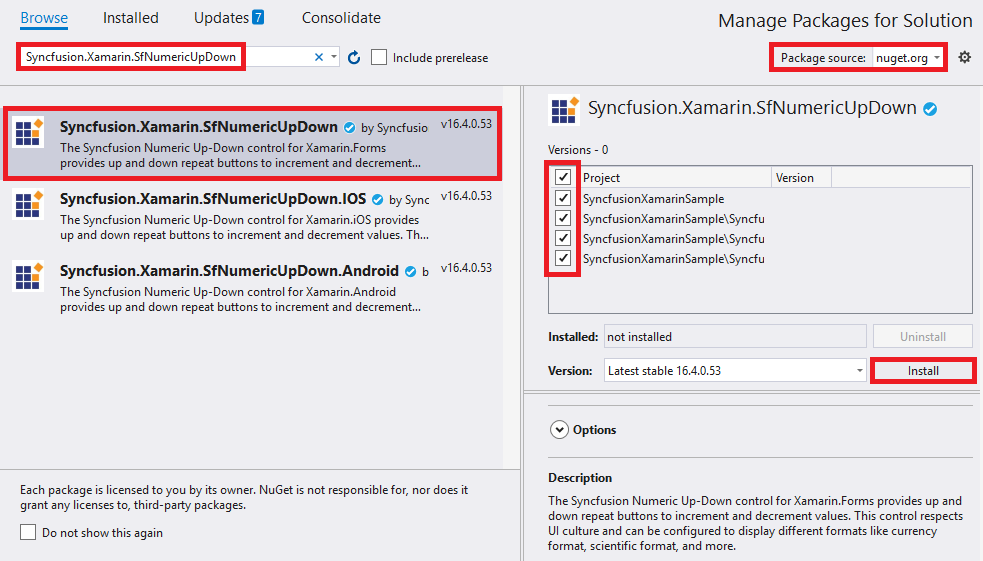 Browse Installed Updates 7 Consolidate
Manage Packages for Solution
Syncfusion.Xamarin.SfNumericUpDown
Include prerelease
Package source: nuget.org
Syncfusion.Xamarin.SfNumericUpDown by Syncfusio v16.4.0.53
The Syncfusion Numeric Up-Down control for Xamarin.Forms
provides up and down repeat buttons to increment and decrement...
Syncfusion.Xamarin.SfNumericUpDown.IOS by Sync v16.4.0.53
The Syncfusion Numeric Up-Down control for Xamarin.iOS provides
up and down repeat buttons to increment and decrement values. Th...
Syncfusion.Xamarin.SfNumericUpDown.Android b v16.4.0.53
The Syncfusion Numeric Up-Down control for Xamarin.Android
provides up and down repeat buttons to increment and decrement...
Each package is licensed to you by its owner. NuGet is not responsible for, nor does it
grant any licenses to, third-party packages.
Do not show this again
Syncfusion.Xamarin.SfNumericUpDown
Versions - 0
Project Version
SyncfusionXamarinSample
SyncfusionXamarinSample\Syncfu
SyncfusionXamarinSample\Syncfu
SyncfusionXamarinSample\Syncfu
Installed: not installed Uninstall
Version: Latest stable 16.4.0.53 Install
Options
Description
The Syncfusion Numeric Up-Down control for Xamarin.Forms provides up and
down repeat buttons to increment and decrement values. This control respects
UI culture and can be configured to display different formats like currency
format, scientific format, and more.